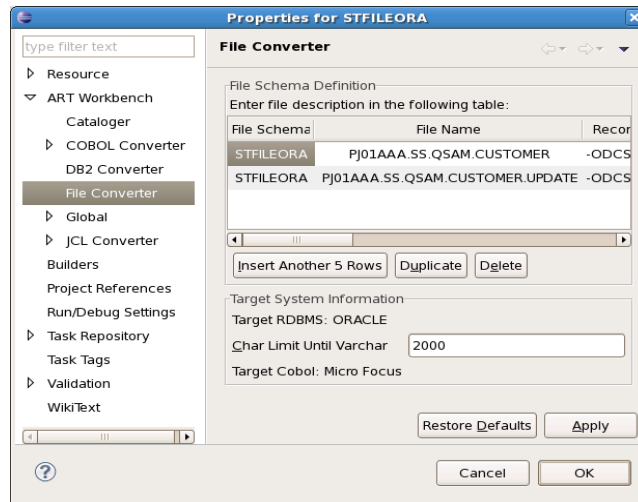 Properties for STFILEORA
type filter text
Resource
ART Workbench
Cataloger
COBOL Converter
DB2 Converter
File Converter
Global
JCL Converter
Builders
Project References
Run/Debug Settings
Task Repository
Task Tags
Validation
WikiText
File Converter
File Schema Definition
Enter file description in the following table:
File Schema File Name Recor
STFILEORA PJ01AAA.SS.QSAM.CUSTOMER -ODCS
STFILEORA PJ01AAA.SS.QSAM.CUSTOMER.UPDATE -ODCS
Insert Another 5 Rows Duplicate Delete
Target System Information
Target RDBMS: ORACLE
Char Limit Until Varchar 2000
Target Cobol: Micro Focus
Restore Defaults Apply
Cancel OK